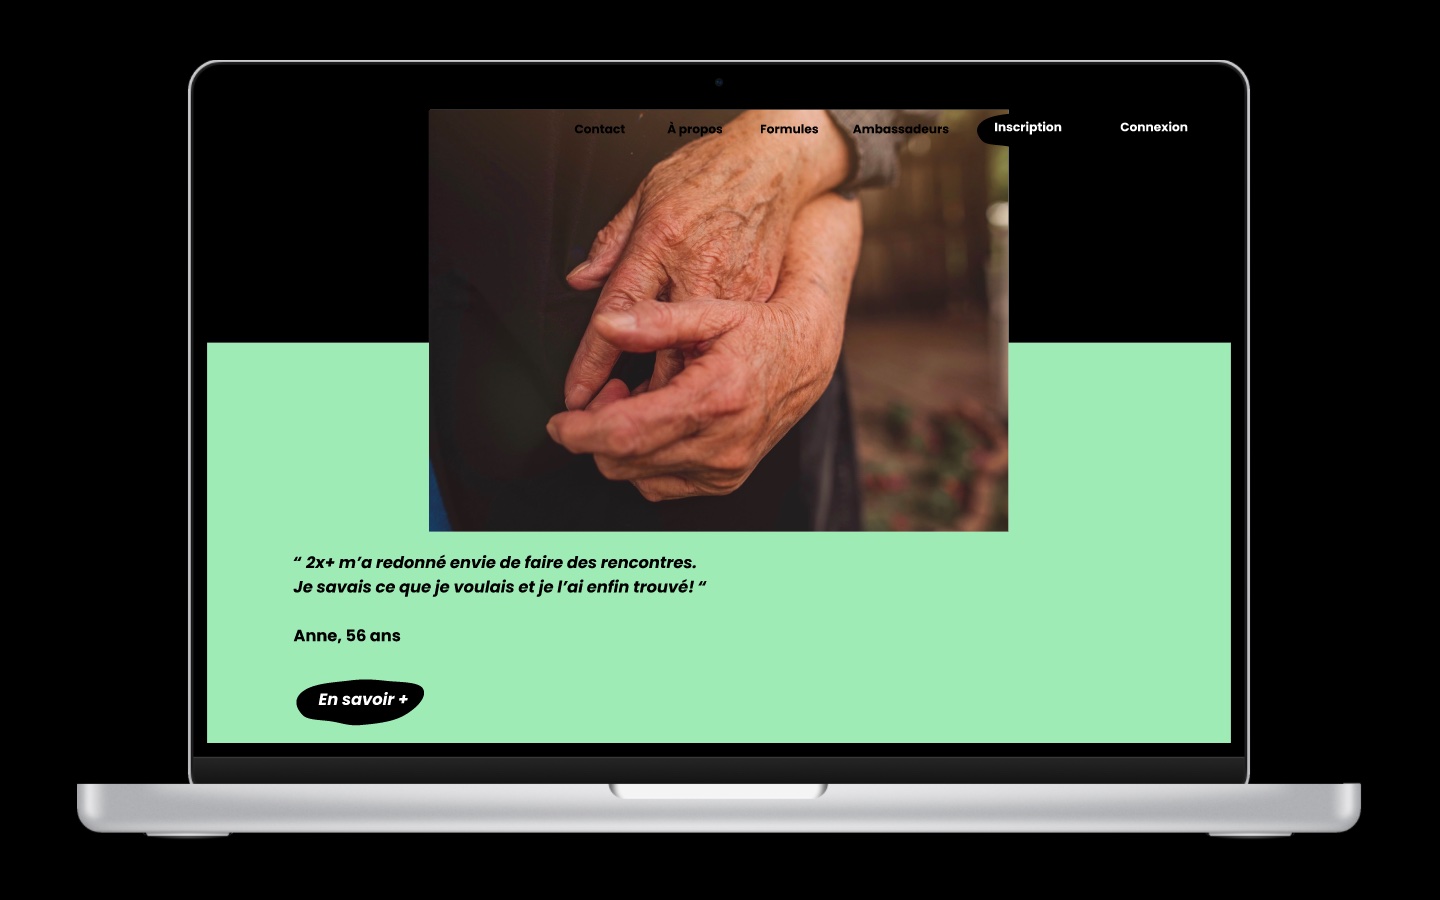 Contact À propos Formules Ambassadeurs Inscription Connexion
“ 2x+ m’a redonné envie de faire des rencontres.
Je savais ce que je voulais et je l’ai enfin trouvé! “
Anne, 56 ans
En savoir +